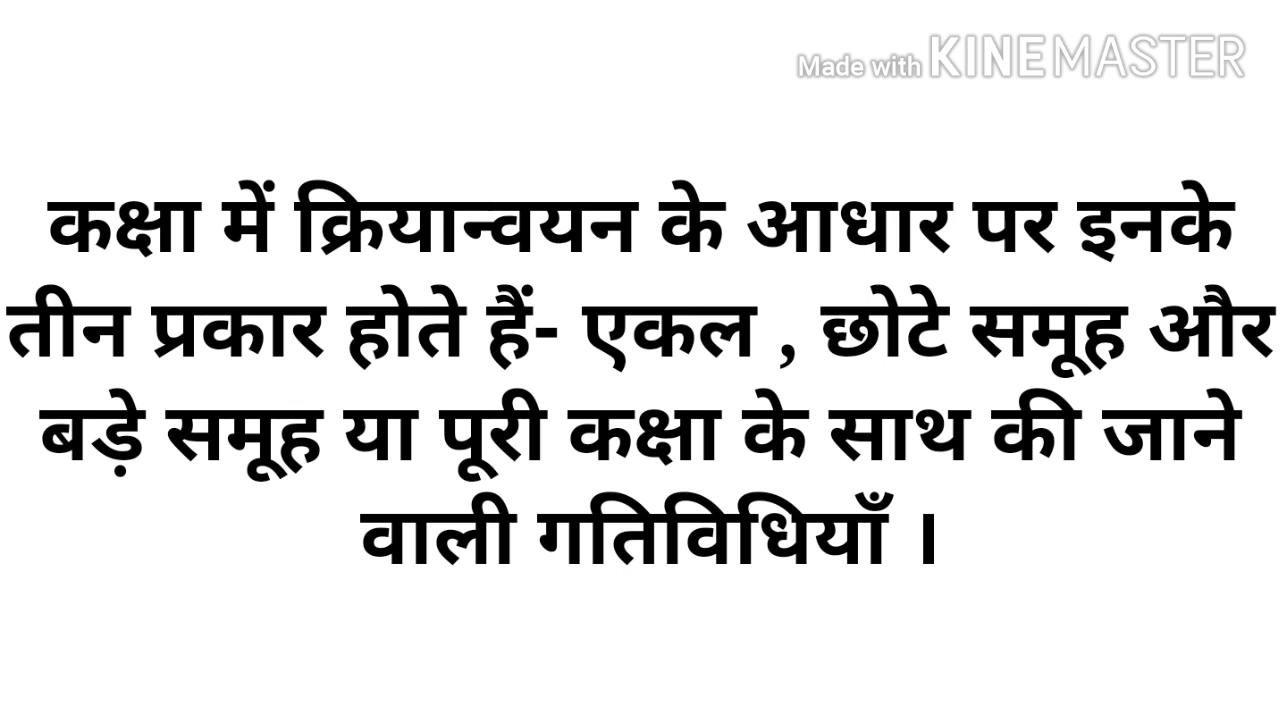 Made with KINEMASTER
कक्षा में क्रियान्वयन के आधार पर इनके
तीन प्रकार होते हैं- एकल , छोटे समूह और
बड़े समूह या पूरी कक्षा के साथ की जाने
वाली गतिविधियाँ ।